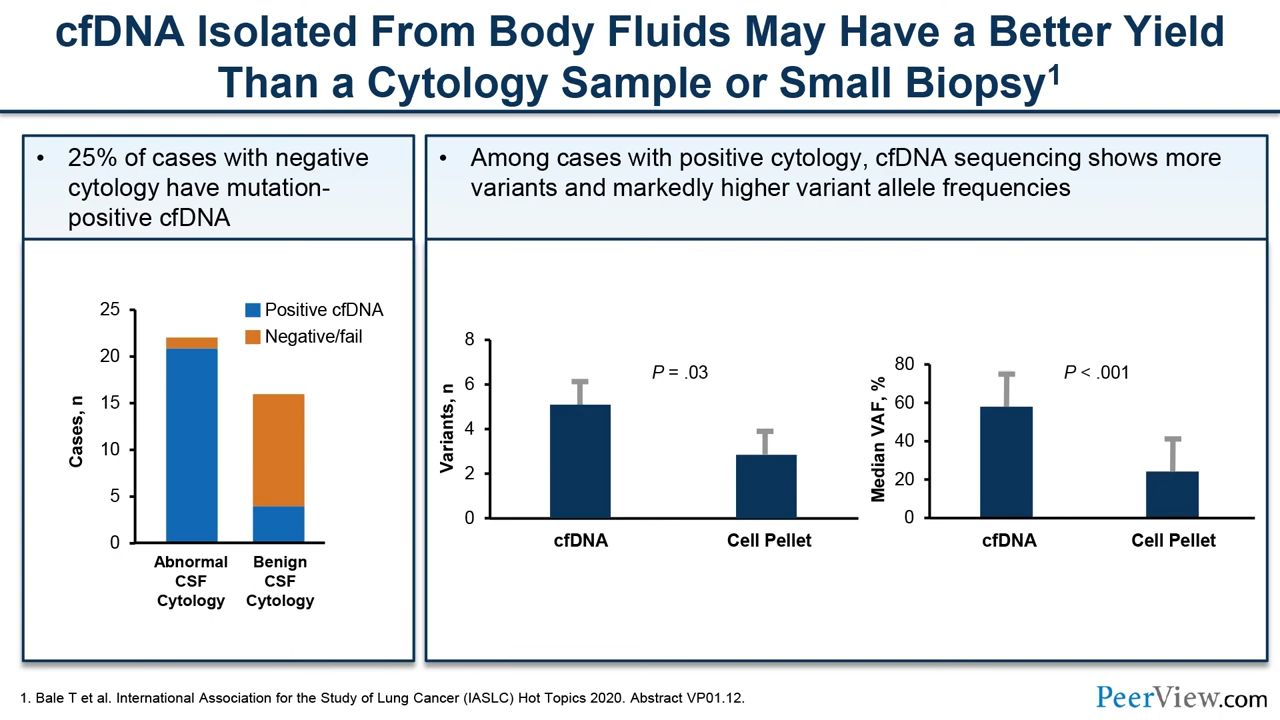 cfDNA Isolated From Body Fluids May Have a Better Yield
Than a Cytology Sample or Small Biopsy1
• 25% of cases with negative
cytology have mutation-
positive cfDNA
• Among cases with positive cytology, cfDNA sequencing shows more
variants and markedly higher variant allele frequencies
Positive cfDNA
Negative/fail
Cases, n
25
20
15
10
5
0
Abnormal
CSF
Cytology
Benign
CSF
Cytology
Variants, n
8
6
4
2
0
P = .03
cfDNA
Cell Pellet
Median VAF, %
80
60
40
20
0
P < .001
cfDNA
Cell Pellet
1. Bale T et al. International Association for the Study of Lung Cancer (IASLC) Hot Topics 2020. Abstract VP01.12.
PeerView.com